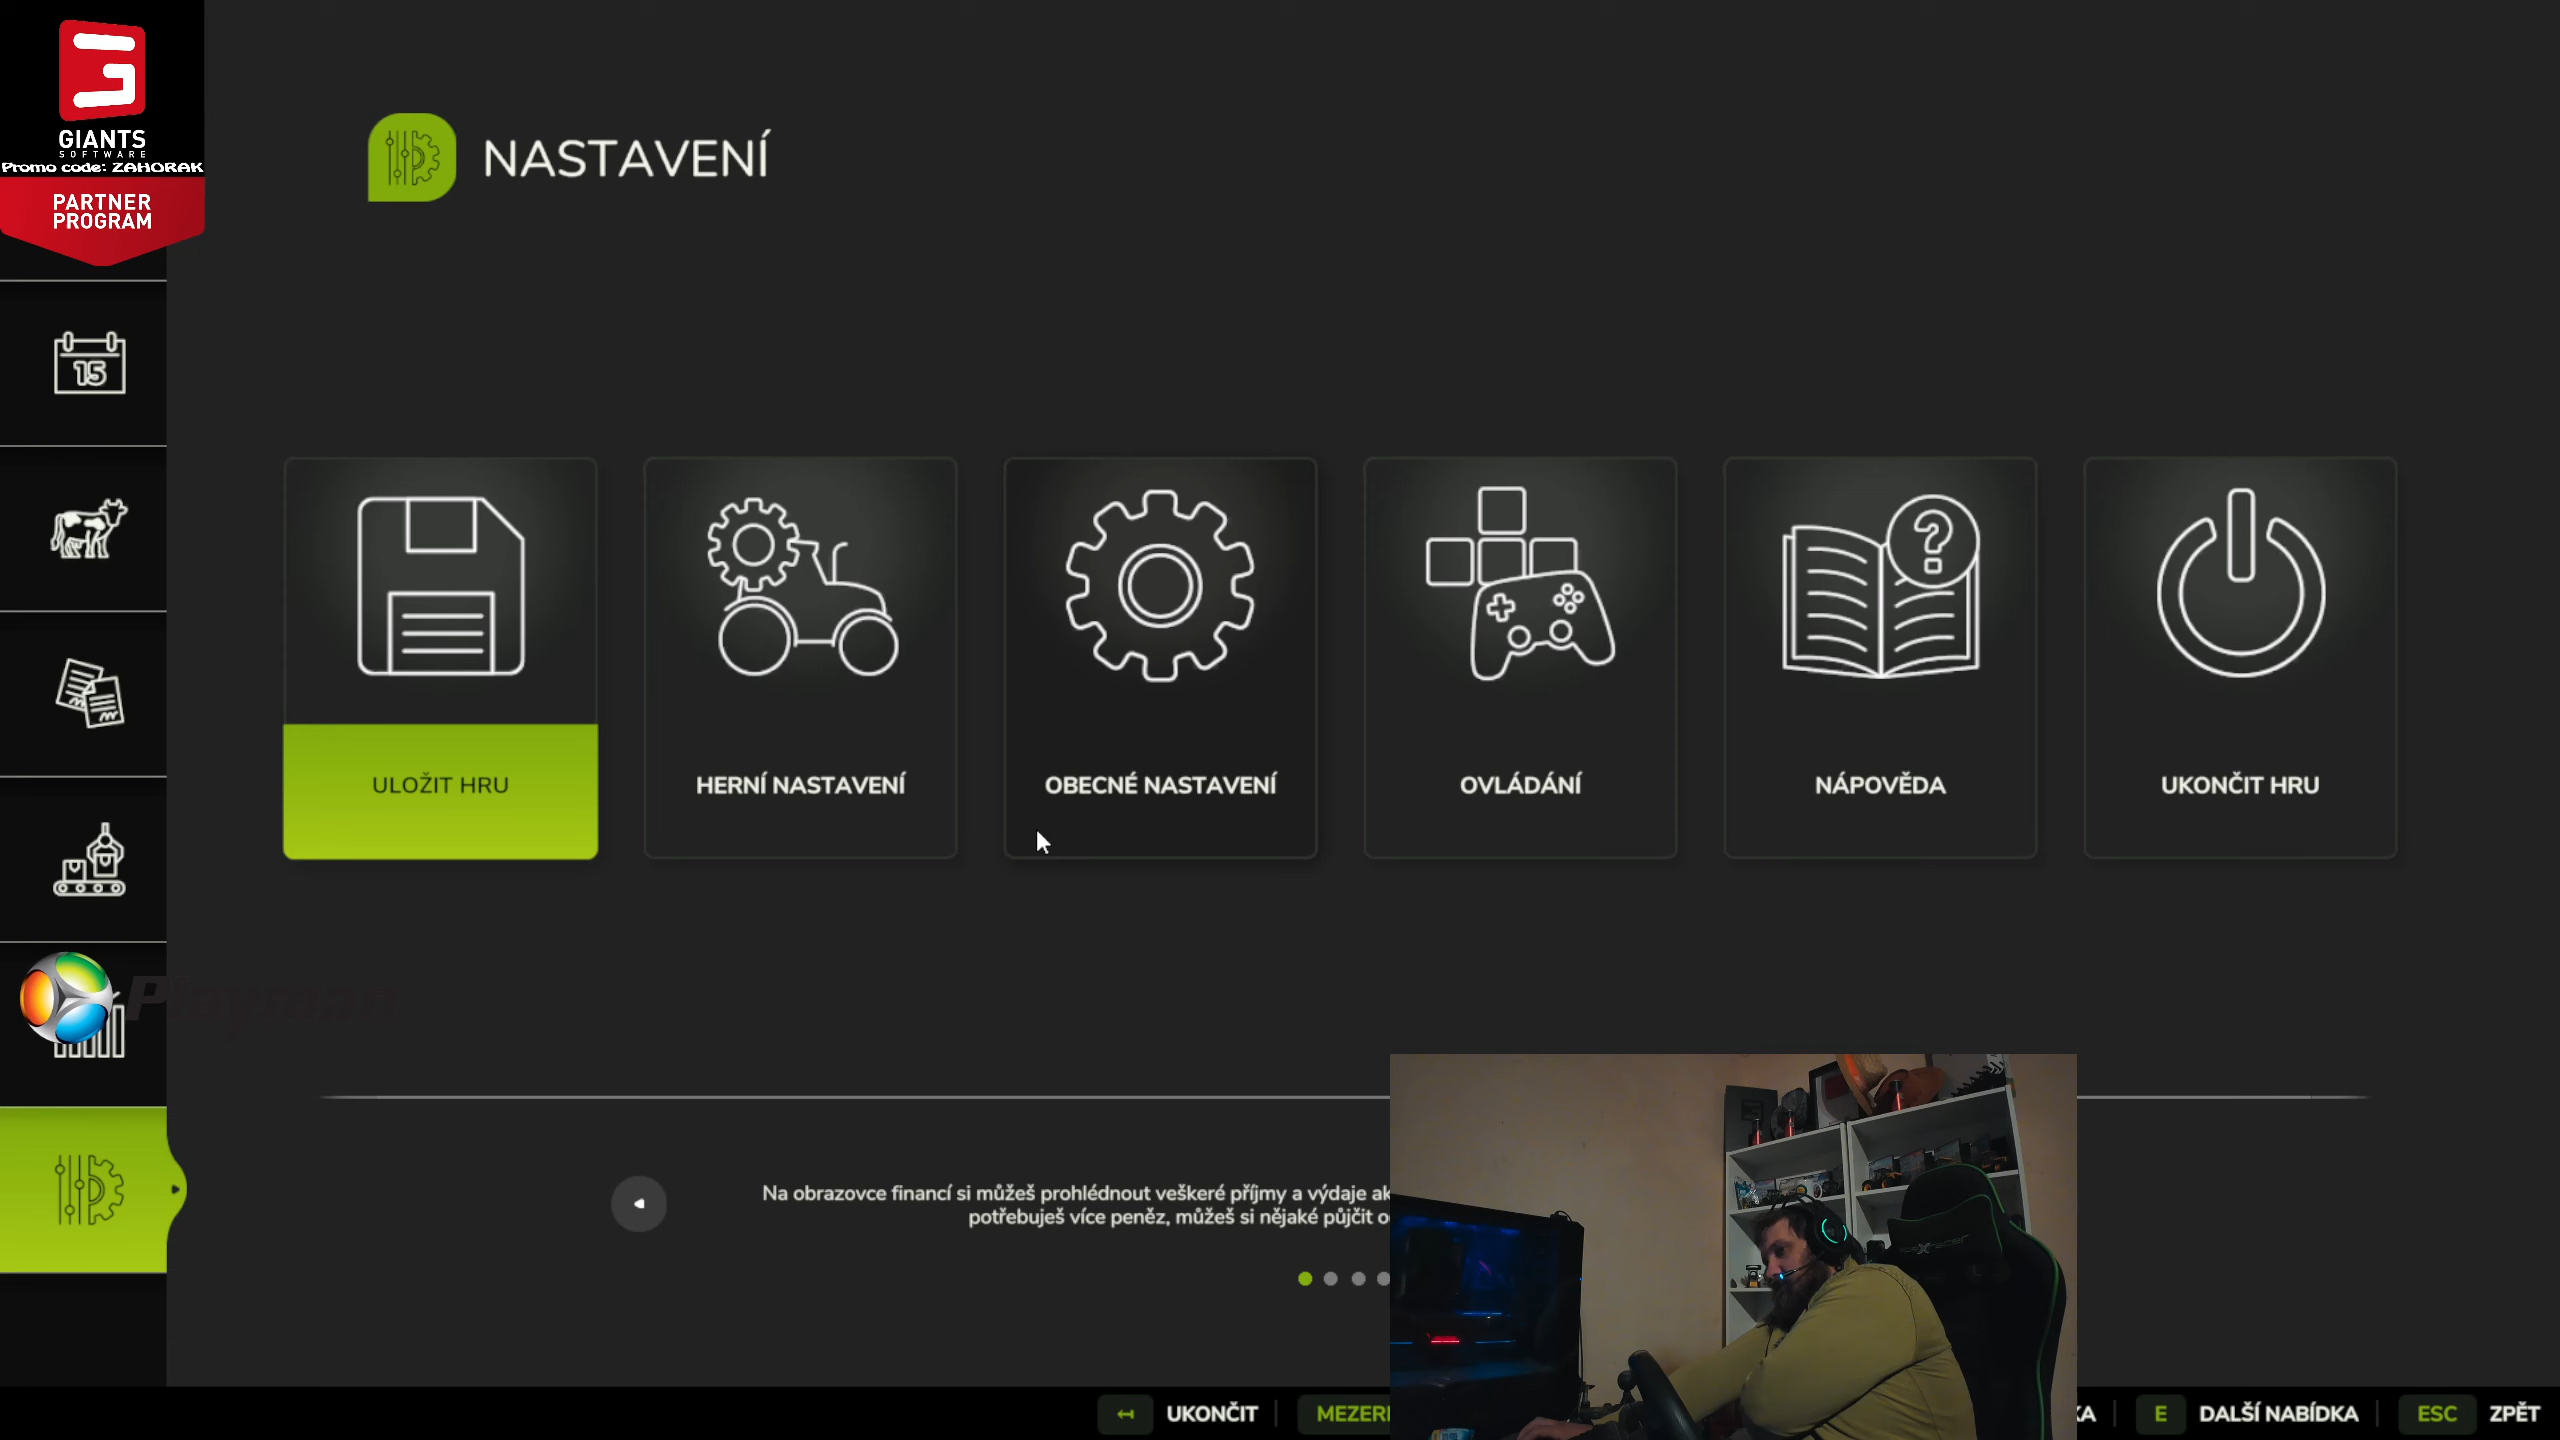 GIANTS
SOFTWARE
Promo code: ZAHORAK
PARTNER
PROGRAM
NASTAVENÍ
15
ULOŽIT HRU
HERNÍ NASTAVENÍ
OBECNÉ NASTAVENÍ
OVLÁDÁNÍ
NÁPOVĚDA
UKONČIT HRU
Playman
Na obrazovce financí si můžeš prohlédnout veškeré příjmy a výdaje
potřebuješ více peněz, můžeš si nějaké půjčit
UKONČIT
E
DALŠÍ NABÍDKA
ESC
ZPĚT